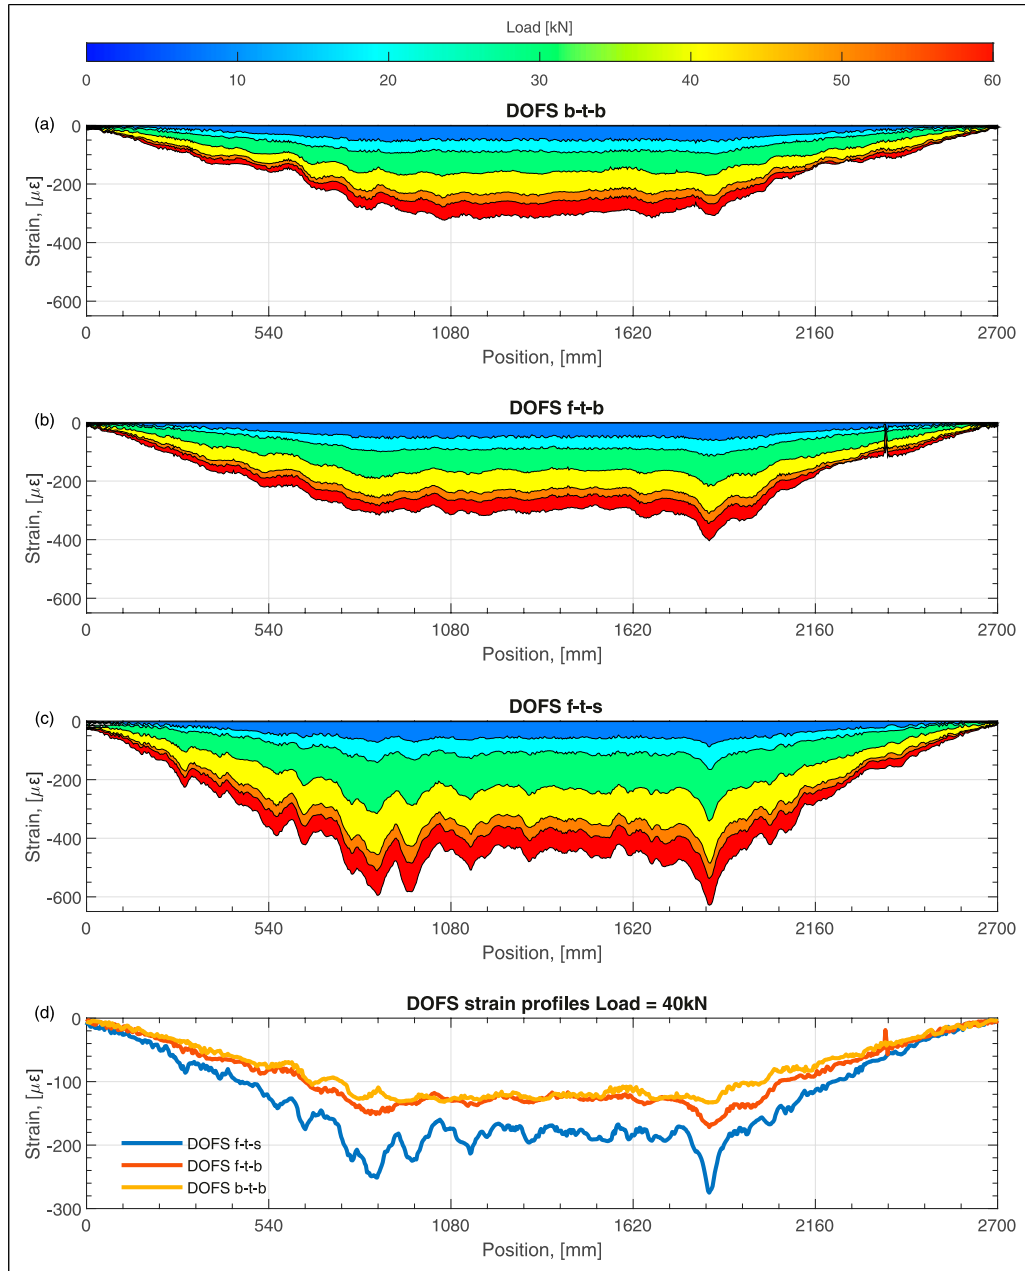 Load [kN]
0 10 20 30 40 50 60
(a) DOFS b-t-b
0
-200
-400
-600
Strain, [με]
0 540 1080 1620 2160 2700
Position, [mm]
(b) DOFS f-t-b
0
-200
-400
-600
Strain, [με]
0 540 1080 1620 2160 2700
Position, [mm]
(c) DOFS f-t-s
0
-200
-400
-600
Strain, [με]
0 540 1080 1620 2160 2700
Position, [mm]
(d) DOFS strain profiles Load = 40kN
0
-100
-200
-300
Strain, [με]
DOFS f-t-s
DOFS f-t-b
DOFS b-t-b
0 540 1080 1620 2160 2700
Position, [mm]